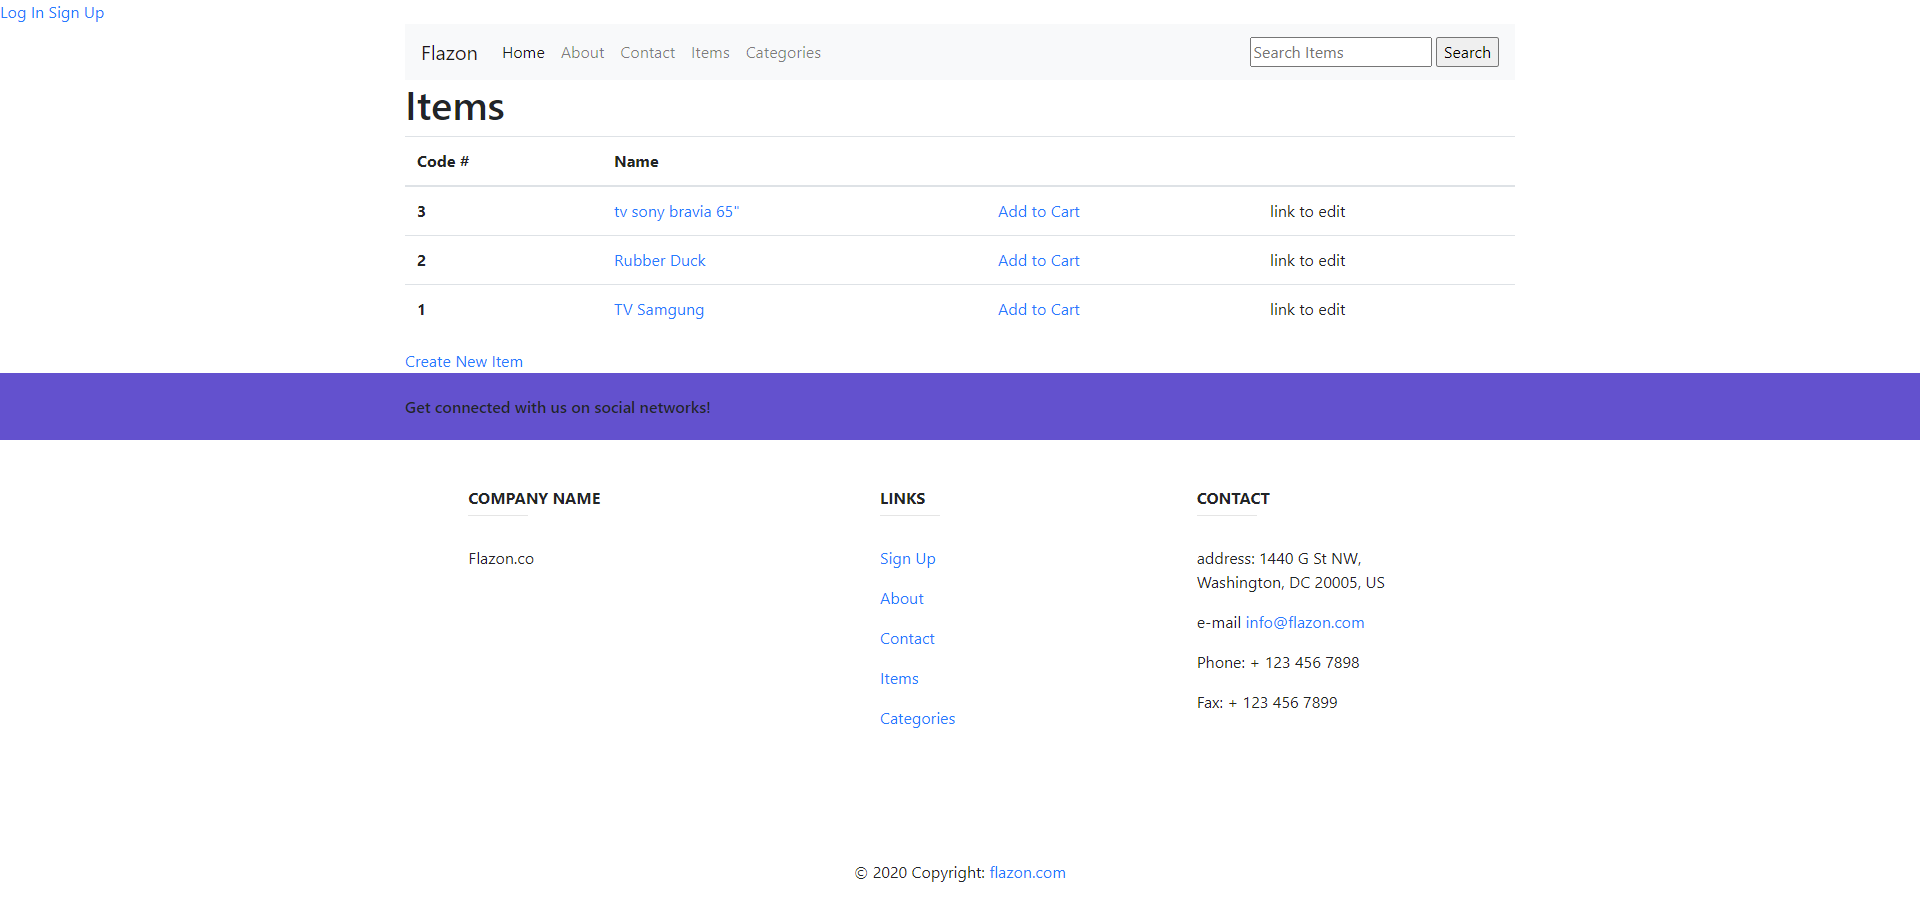 Log In Sign Up
Flazon Home About Contact Items Categories Search Items Search
Items
Code # Name
3 tv sony bravia 65" Add to Cart link to edit
2 Rubber Duck Add to Cart link to edit
1 TV Samgung Add to Cart link to edit
Create New Item
Get connected with us on social networks!
COMPANY NAME
Flazon.co
LINKS
Sign Up
About
Contact
Items
Categories
CONTACT
address: 1440 G St NW,
Washington, DC 20005, US
e-mail info@flazon.com
Phone: + 123 456 7898
Fax: + 123 456 7899
© 2020 Copyright: flazon.com